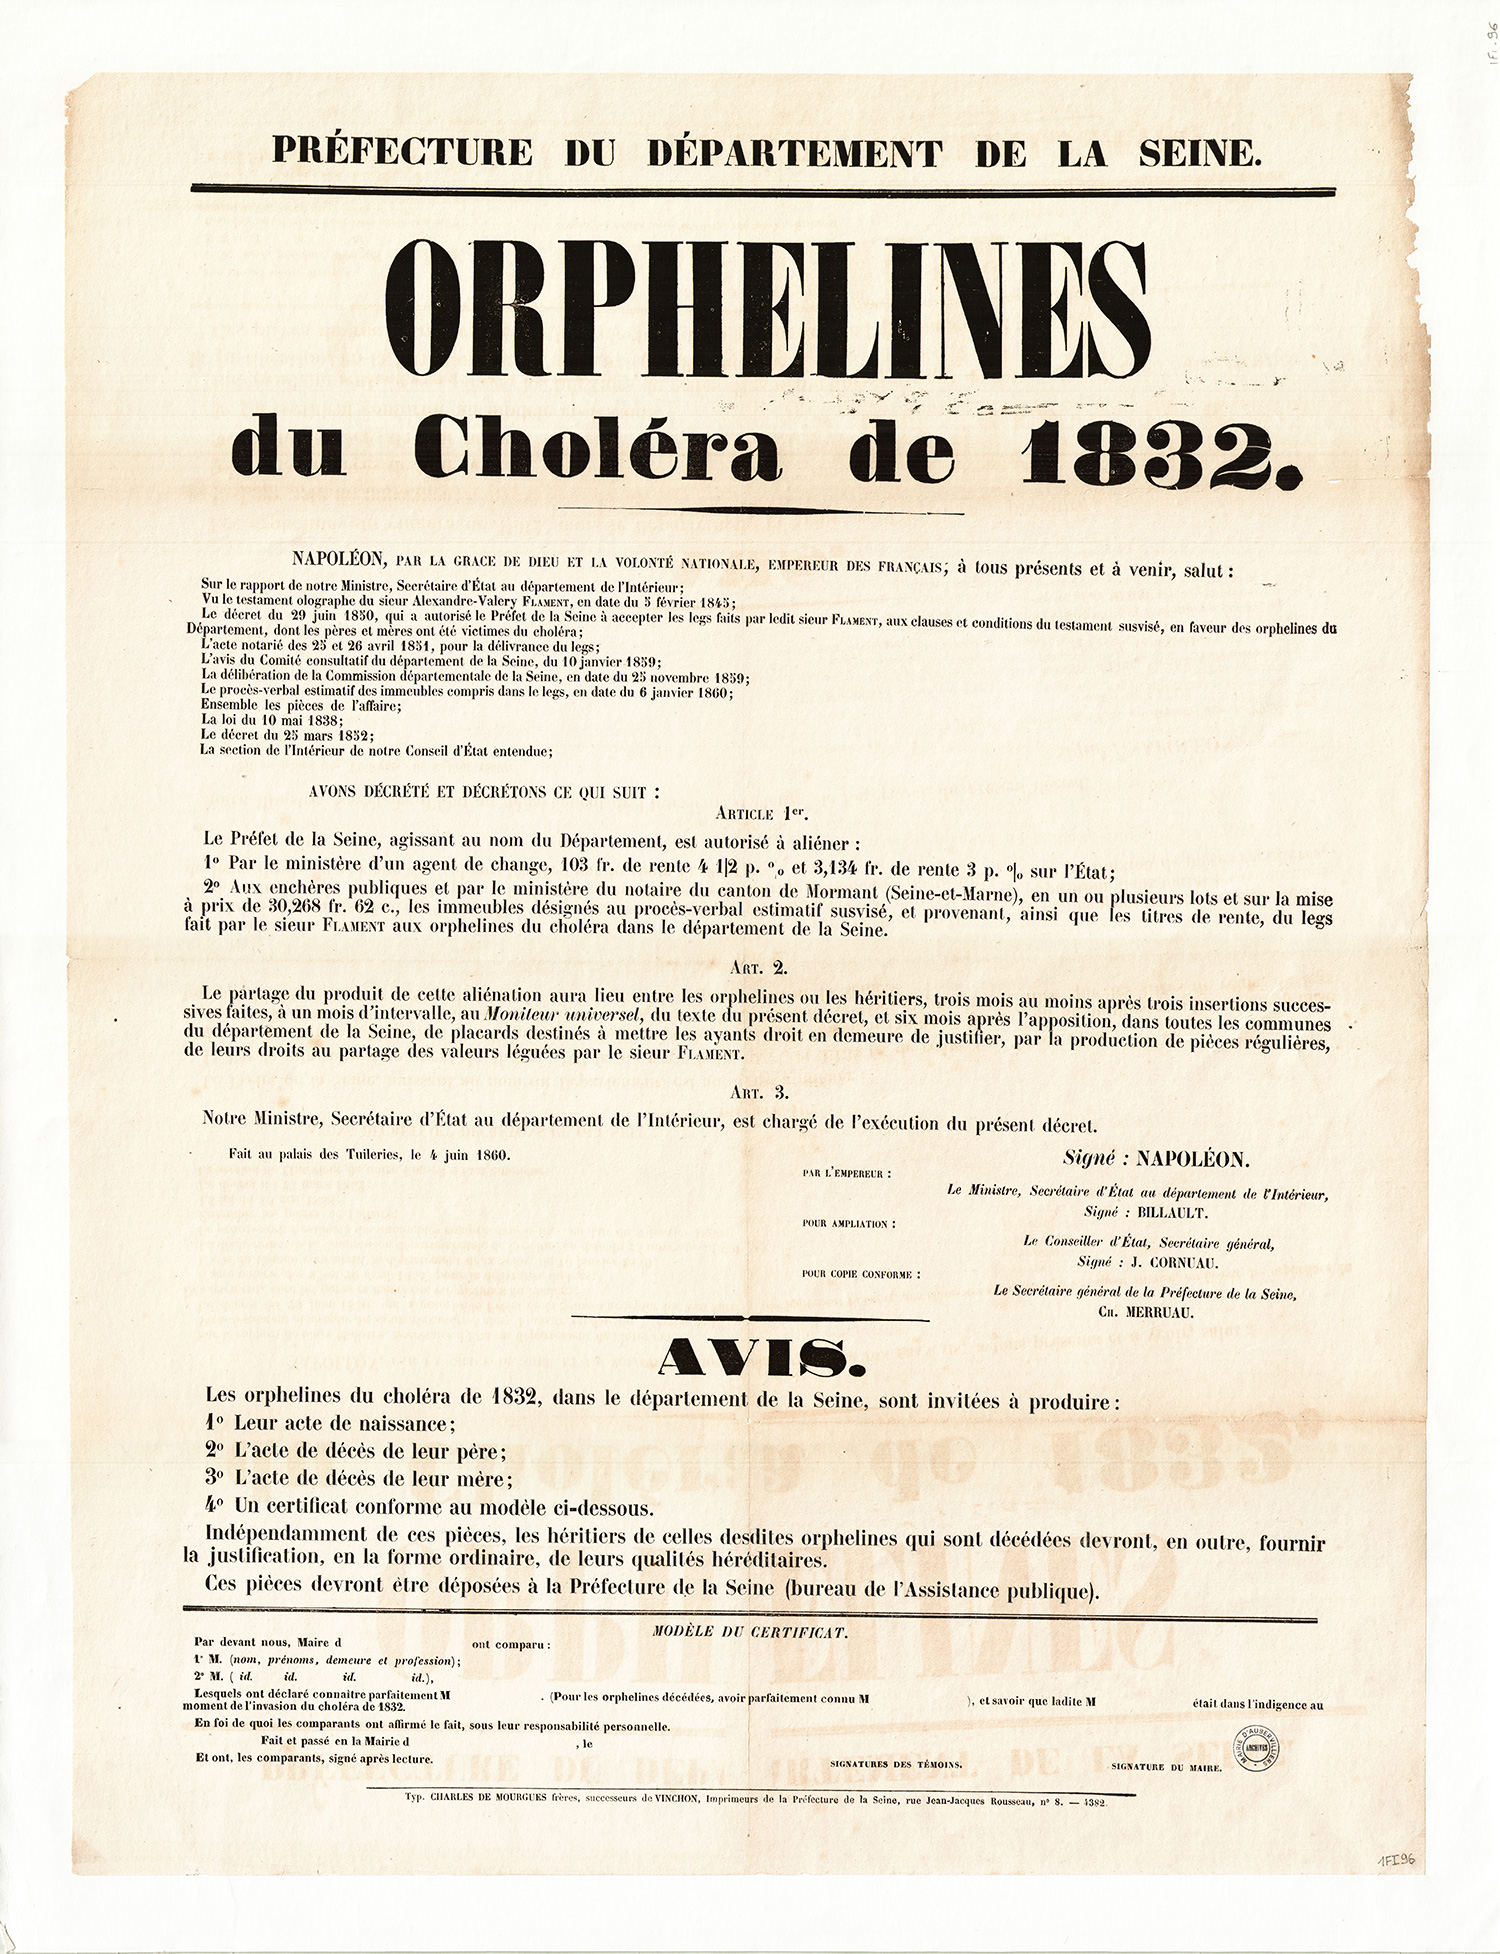 1Fi.96
PRÉFECTURE DU DÉPARTEMENT DE LA SEINE.
ORPHELINES
du Choléra de 1832.
NAPOLÉON, PAR LA GRACE DE DIEU ET LA VOLONTÉ NATIONALE, EMPEREUR DES FRANÇAIS, à tous présents et à venir, salut :
Sur le rapport de notre Ministre, Secrétaire d'État au département de l'Intérieur;
Vu le testament olographe du sieur Alexandre-Valery FLAMENT, en date du 5 février 1845;
Le décret du 29 juin 1850, qui a autorisé le Préfet de la Seine à accepter les legs faits par ledit sieur FLAMENT, aux clauses et conditions du testament susvisé, en faveur des orphelines du
Département, dont les pères et mères ont été victimes du choléra;
L'acte notarié des 25 et 26 avril 1851, pour la délivrance du legs;
L'avis du Comité consultatif du département de la Seine, du 10 janvier 1859;
La délibération de la Commission départementale de la Seine, en date du 25 novembre 1859;
Le procès-verbal estimatif des immeubles compris dans le legs, en date du 6 janvier 1860;
Ensemble les pièces de l'affaire;
La loi du 10 mai 1838;
Le décret du 25 mars 1852;
La section de l'Intérieur de notre Conseil d'État entendue;
AVONS DÉCRÉTÉ ET DÉCRÉTONS CE QUI SUIT :
ARTICLE 1er.
Le Préfet de la Seine, agissant au nom du Département, est autorisé à aliéner :
1º Par le ministère d'un agent de change, 103 fr. de rente 4 1|2 p. % et 3,134 fr. de rente 3 p. % sur l'État;
2º Aux enchères publiques et par le ministère du notaire du canton de Mormant (Seine-et-Marne), en un ou plusieurs lots et sur la mise
à prix de 30,268 fr. 62 c., les immeubles désignés au procès-verbal estimatif susvisé, et provenant, ainsi que les titres de rente, du legs
fait par le sieur FLAMENT aux orphelines du choléra dans le département de la Seine.
ART. 2.
Le partage du produit de cette aliénation aura lieu entre les orphelines ou les héritiers, trois mois au moins après trois insertions succes-
sives faites, à un mois d'intervalle, au Moniteur universel, du texte du présent décret, et six mois après l'apposition, dans toutes les communes
du département de la Seine, de placards destinés à mettre les ayants droit en demeure de justifier, par la production de pièces régulières,
de leurs droits au partage des valeurs léguées par le sieur FLAMENT.
ART. 3.
Notre Ministre, Secrétaire d'État au département de l'Intérieur, est chargé de l'exécution du présent décret.
Fait au palais des Tuileries, le 4 juin 1860.
Signé : NAPOLÉON.
PAR L'EMPEREUR :
Le Ministre, Secrétaire d'État au département de l'Intérieur,
Signé : BILLAULT.
POUR AMPLIATION :
Le Conseiller d'État, Secrétaire général,
Signé : J. CORNUAU.
POUR COPIE CONFORME :
Le Secrétaire général de la Préfecture de la Seine,
CH. MERRUAU.
AVIS.
Les orphelines du choléra de 1832, dans le département de la Seine, sont invitées à produire :
1º Leur acte de naissance;
2º L'acte de décès de leur père;
3º L'acte de décès de leur mère;
4º Un certificat conforme au modèle ci-dessous.
Indépendamment de ces pièces, les héritiers de celles desdites orphelines qui sont décédées devront, en outre, fournir
la justification, en la forme ordinaire, de leurs qualités héréditaires.
Ces pièces devront être déposées à la Préfecture de la Seine (bureau de l'Assistance publique).
MODÈLE DU CERTIFICAT.
Par devant nous, Maire d ont comparu :
1º M. (nom, prénoms, demeure et profession);
2º M. ( id. id. id. id.),
Lesquels ont déclaré connaître parfaitement M . (Pour les orphelines décédées, avoir parfaitement connu M ), et savoir que ladite M était dans l'indigence au
moment de l'invasion du choléra de 1832.
En foi de quoi les comparants ont affirmé le fait, sous leur responsabilité personnelle.
Fait et passé en la Mairie d , le
Et ont, les comparants, signé après lecture.
SIGNATURES DES TÉMOINS.
SIGNATURE DU MAIRE.
MAIRIE D'AUBERVILLIERS
ARCHIVES
Typ. CHARLES DE MOURGUES frères, successeurs de VINCHON, Imprimeurs de la Préfecture de la Seine, rue Jean-Jacques Rousseau, nº 8. — 4382.
1FI96